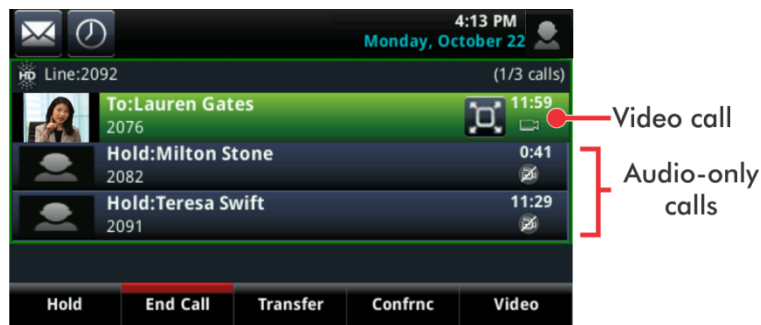 4:13 PM
Monday, October 22
HD Line:2092 (1/3 calls)
To:Lauren Gates 11:59
2076
Video call
Hold:Milton Stone 0:41
2082
Audio-only
calls
Hold:Teresa Swift 11:29
2091
Hold End Call Transfer Confrnc Video